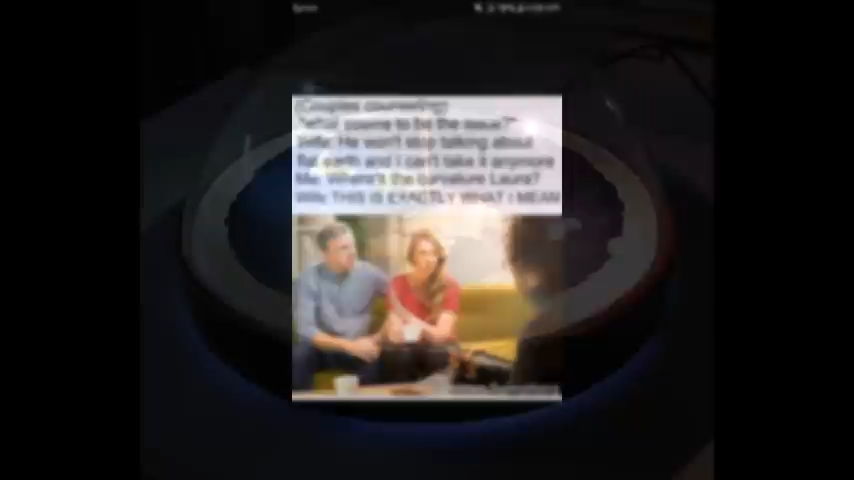 (Couples counseling)
"what seems to be the issue?"
Wife: He won't stop talking about
flat earth and I can't take it anymore
Me: Where's the curvature Laura?
Wife: THIS IS EXACTLY WHAT I MEAN